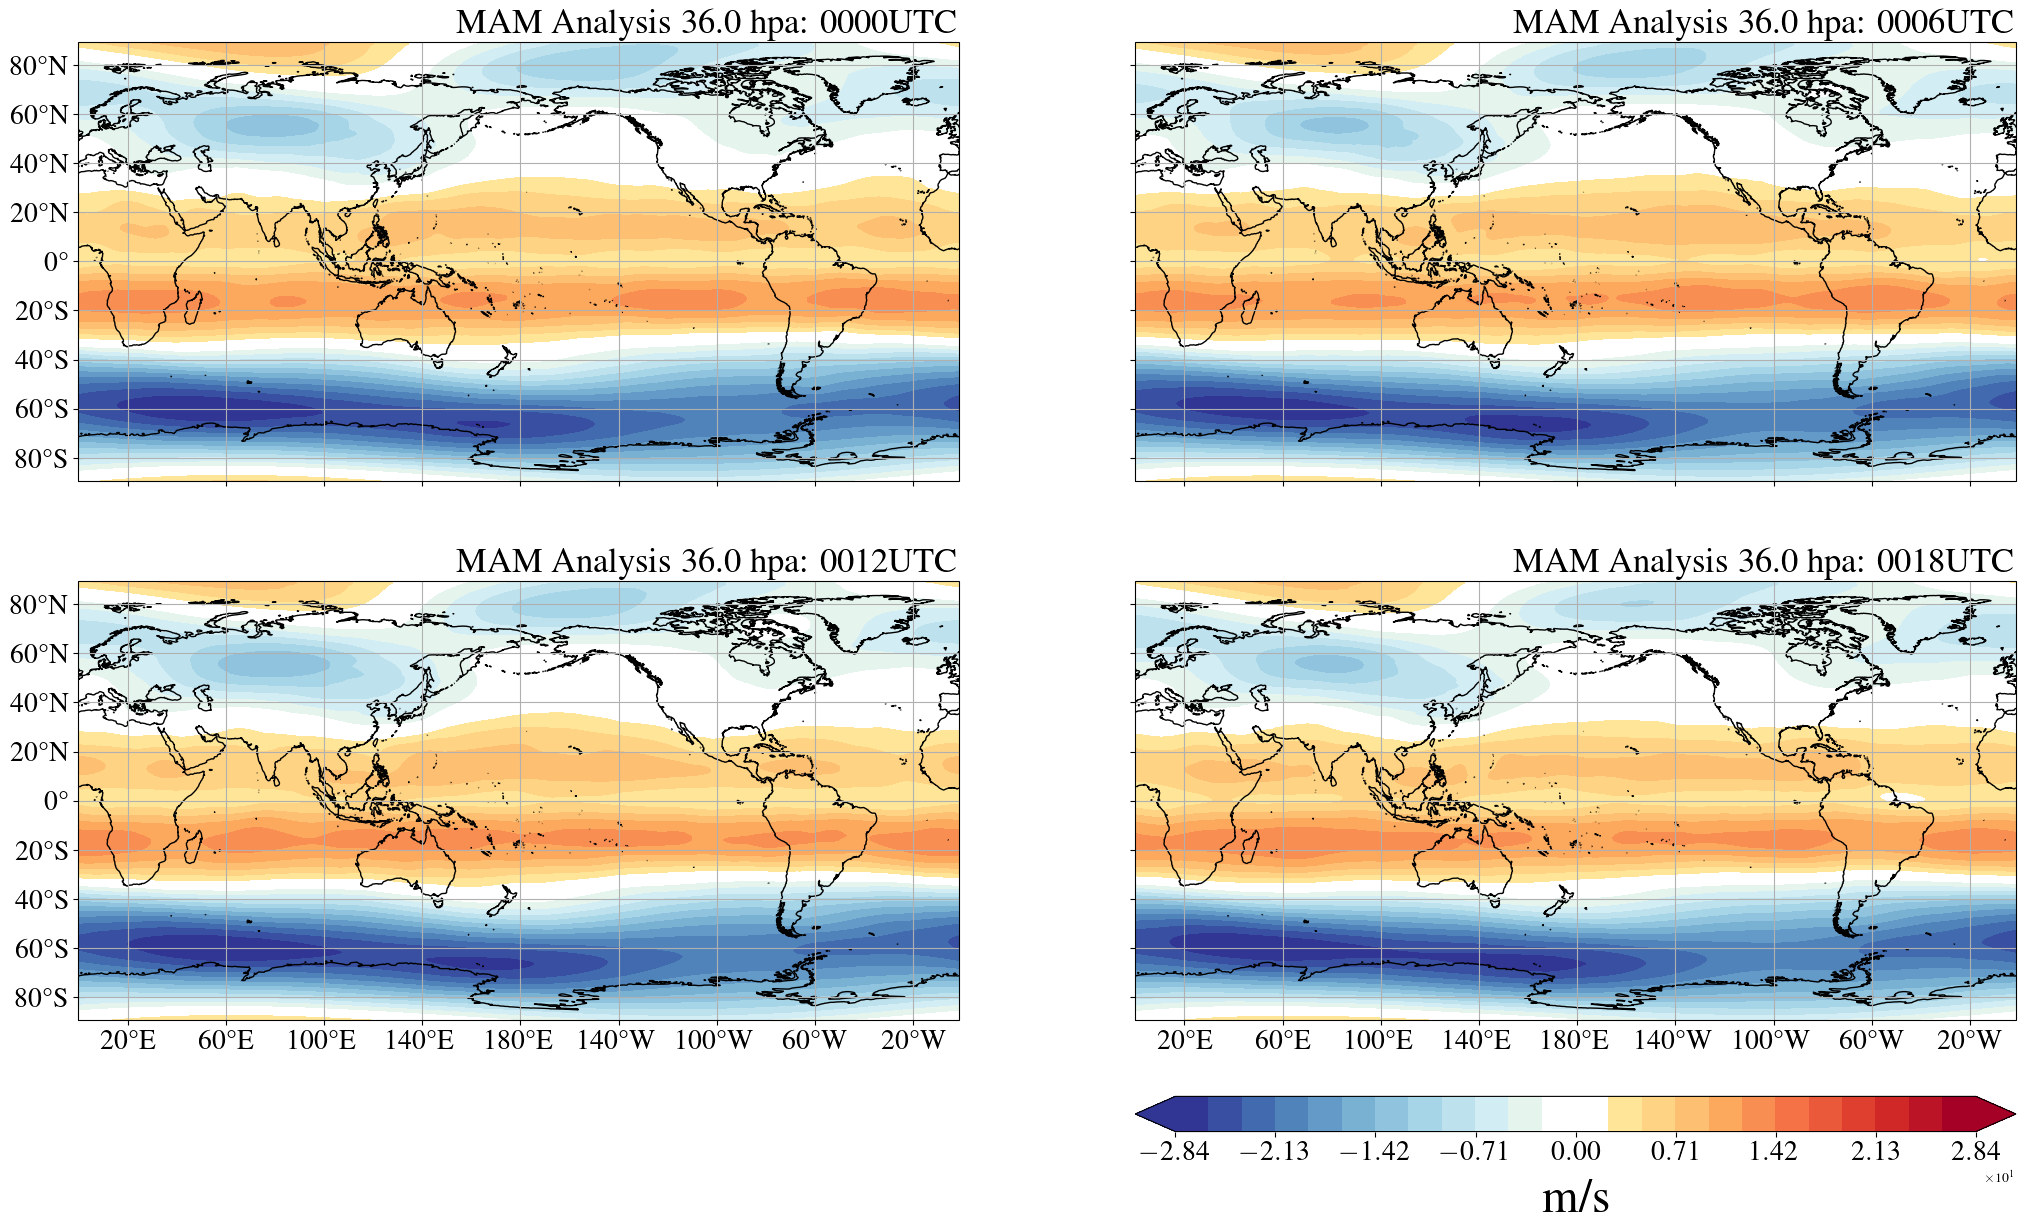 MAM Analysis 36.0 hpa: 0000UTC
MAM Analysis 36.0 hpa: 0006UTC
80°N
60°N
40°N
20°N
0°
20°S
40°S
60°S
80°S
MAM Analysis 36.0 hpa: 0012UTC
MAM Analysis 36.0 hpa: 0018UTC
80°N
60°N
40°N
20°N
0°
20°S
40°S
60°S
80°S
20°E 60°E 100°E 140°E 180°E 140°W 100°W 60°W 20°W
20°E 60°E 100°E 140°E 180°E 140°W 100°W 60°W 20°W
−2.84 −2.13 −1.42 −0.71 0.00 0.71 1.42 2.13 2.84
×10¹
m/s